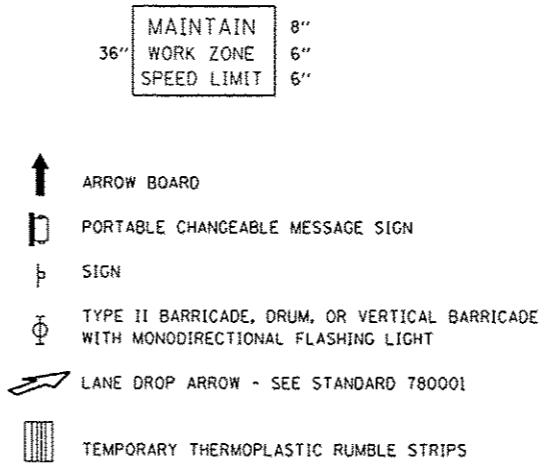 MAINTAIN 8"
36" WORK ZONE 6"
SPEED LIMIT 6"
ARROW BOARD
PORTABLE CHANGEABLE MESSAGE SIGN
SIGN
TYPE II BARRICADE, DRUM, OR VERTICAL BARRICADE
WITH MONODIRECTIONAL FLASHING LIGHT
LANE DROP ARROW - SEE STANDARD 780001
TEMPORARY THERMOPLASTIC RUMBLE STRIPS